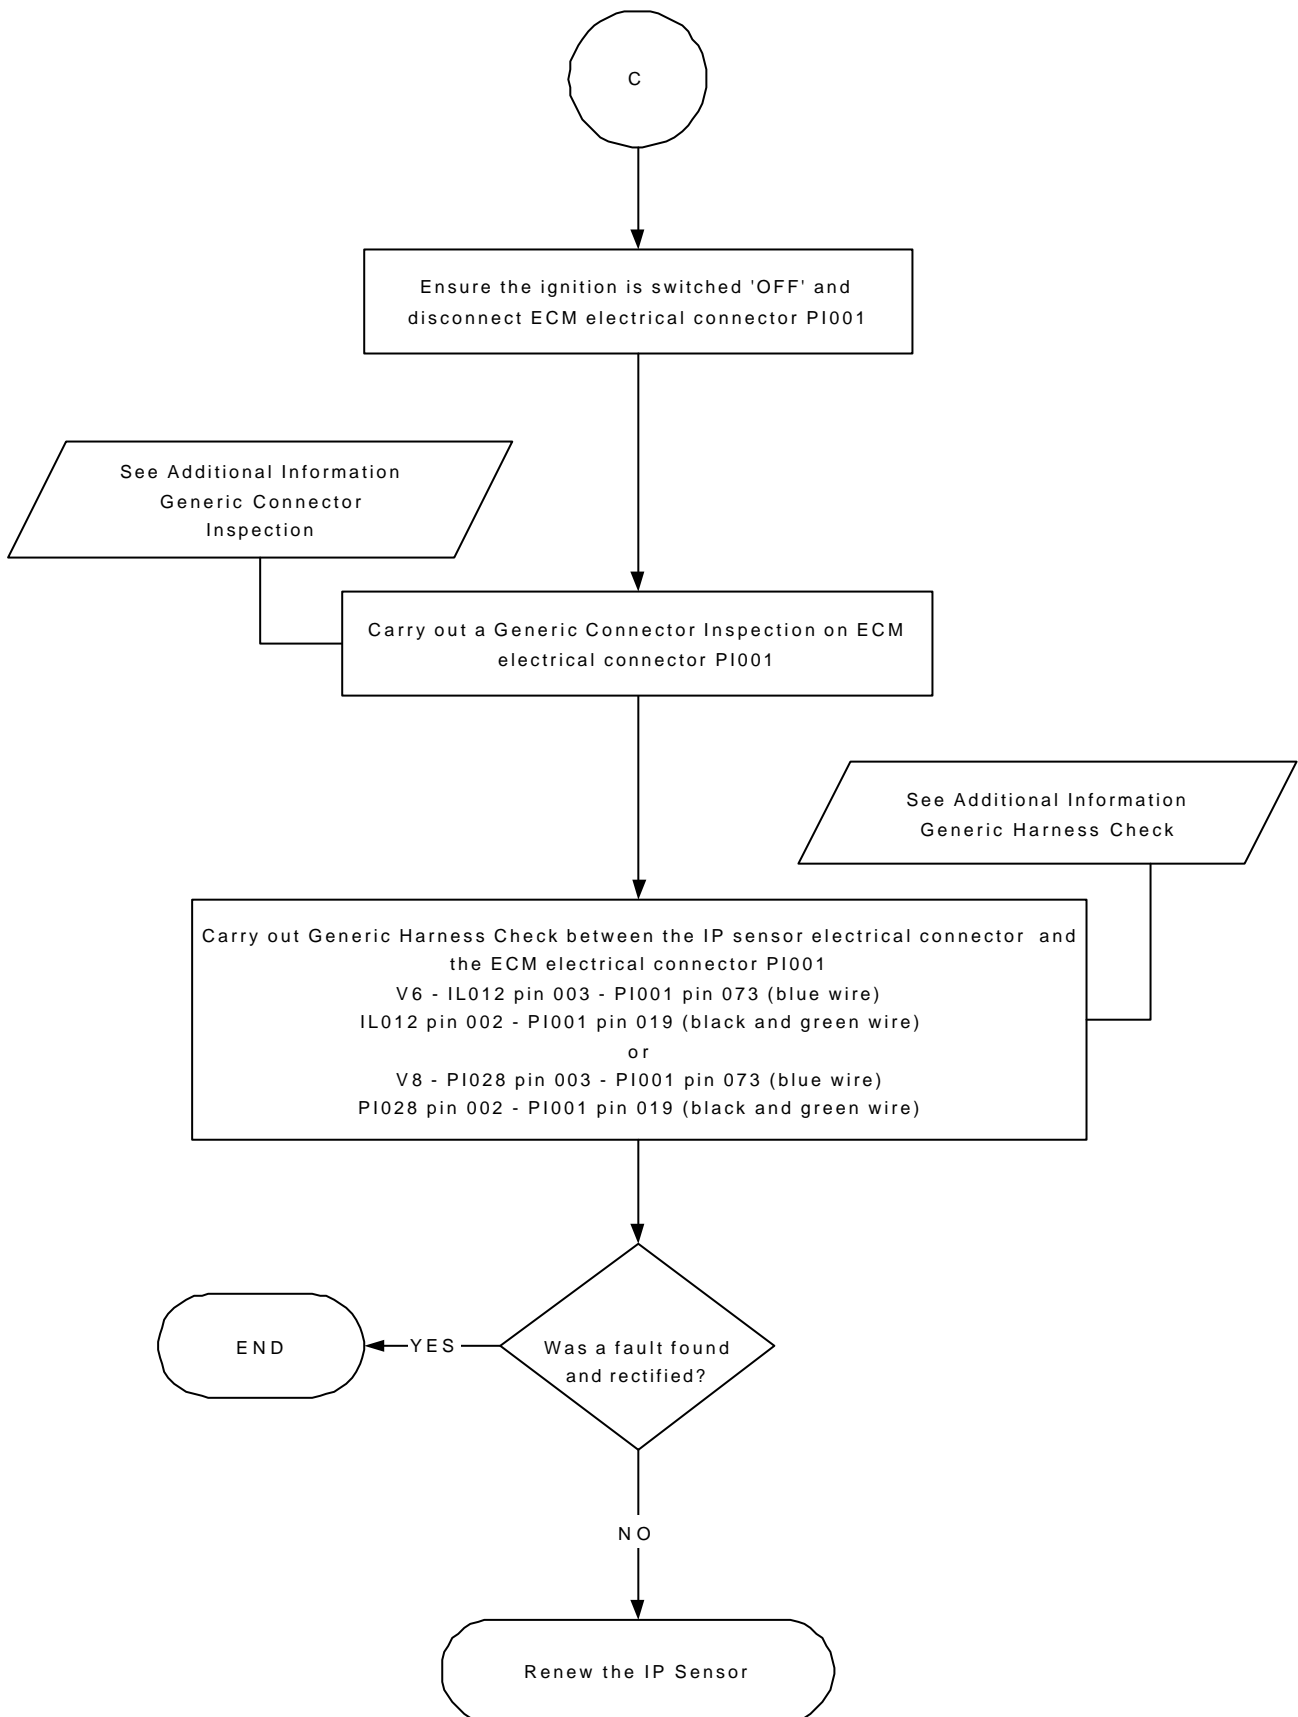 C
Ensure the ignition is switched 'OFF' and
disconnect ECM electrical connector PI001
See Additional Information
Generic Connector
Inspection
Carry out a Generic Connector Inspection on ECM
electrical connector PI001
See Additional Information
Generic Harness Check
Carry out Generic Harness Check between the IP sensor electrical connector and
the ECM electrical connector PI001
V6 - IL012 pin 003 - PI001 pin 073 (blue wire)
IL012 pin 002 - PI001 pin 019 (black and green wire)
or
V8 - PI028 pin 003 - PI001 pin 073 (blue wire)
PI028 pin 002 - PI001 pin 019 (black and green wire)
Was a fault found
and rectified?
YES
END
NO
Renew the IP Sensor